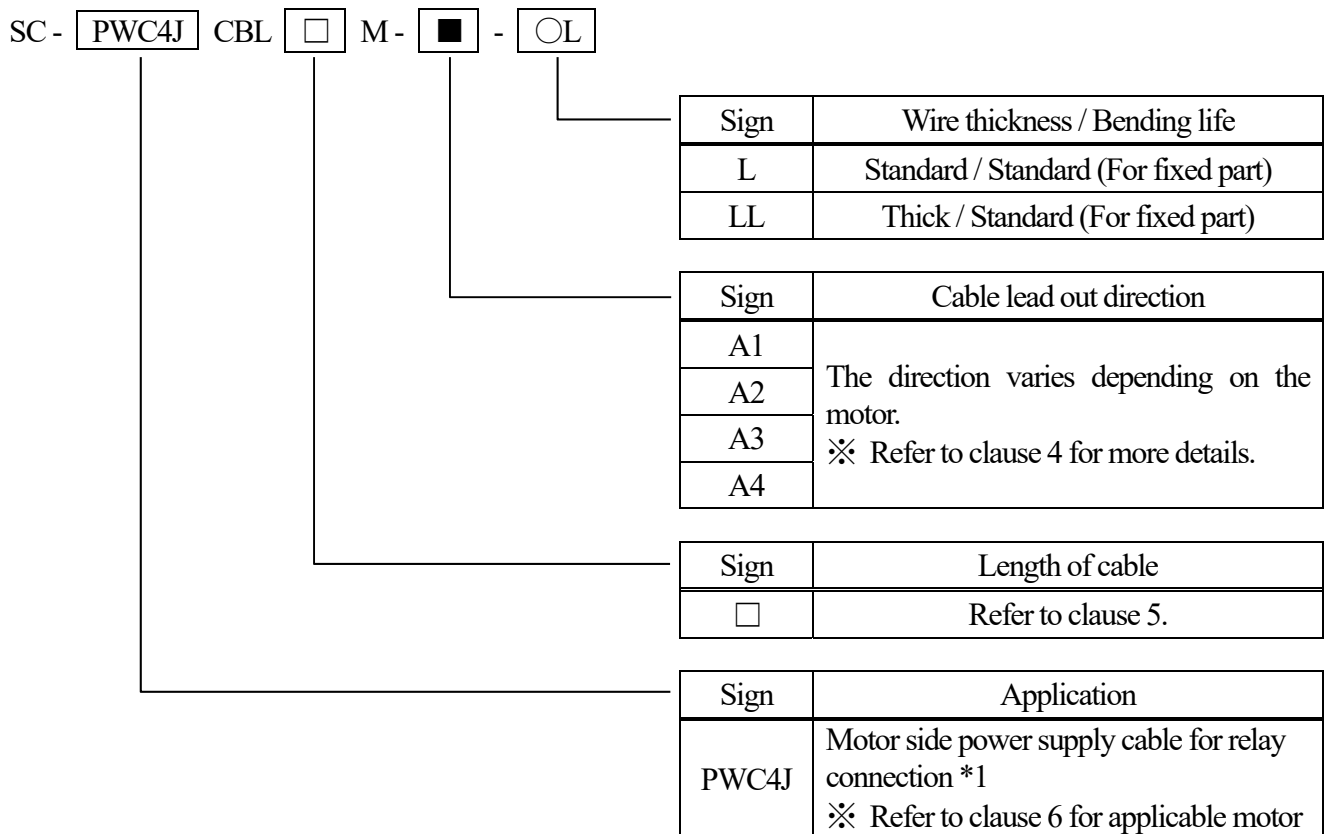 SC - PWC4J CBL □ M - ■ - ○L
Sign Wire thickness / Bending life
L Standard / Standard (For fixed part)
LL Thick / Standard (For fixed part)
Sign Cable lead out direction
A1
A2
A3
A4
The direction varies depending on the
motor.
※ Refer to clause 4 for more details.
Sign Length of cable
□ Refer to clause 5.
Sign Application
PWC4J
Motor side power supply cable for relay
connection *1
※ Refer to clause 6 for applicable motor